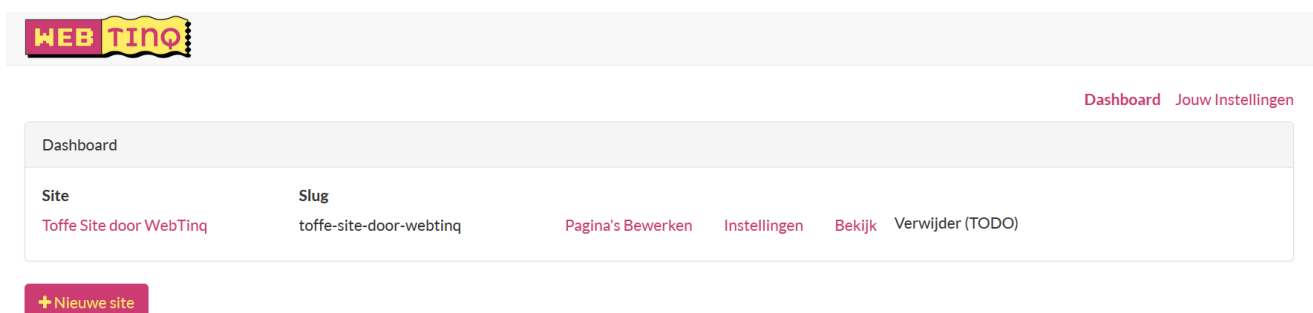 WEB TINQ
Dashboard Jouw Instellingen
Dashboard
Site Slug
Toffe Site door WebTinq toffe-site-door-webtinq Pagina's Bewerken Instellingen Bekijk Verwijder (TODO)
+Nieuwe site